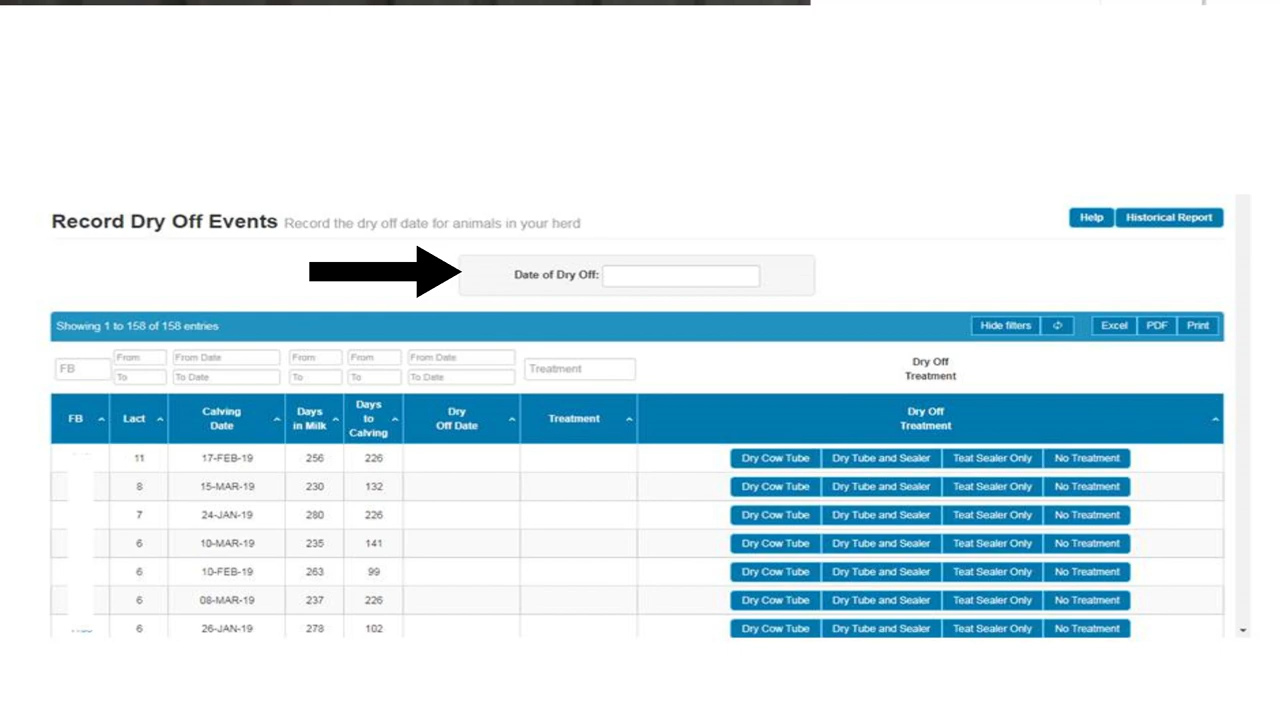 Record Dry Off Events Record the dry off date for animals in your herd Help Historical Report
Date of Dry Off:
Showing 1 to 158 of 158 entries Hide filters Excel PDF Print
FB From From Date From From From Date Treatment Dry Off
To To Date To To To Date Treatment
FB Lact Calving Date Days in Milk Days to Calving Dry Off Date Treatment Dry Off Treatment
11 17-FEB-19 256 226 Dry Cow Tube Dry Tube and Sealer Teat Sealer Only No Treatment
8 15-MAR-19 230 132 Dry Cow Tube Dry Tube and Sealer Teat Sealer Only No Treatment
7 24-JAN-19 280 226 Dry Cow Tube Dry Tube and Sealer Teat Sealer Only No Treatment
6 10-MAR-19 235 141 Dry Cow Tube Dry Tube and Sealer Teat Sealer Only No Treatment
6 10-FEB-19 263 99 Dry Cow Tube Dry Tube and Sealer Teat Sealer Only No Treatment
6 08-MAR-19 237 226 Dry Cow Tube Dry Tube and Sealer Teat Sealer Only No Treatment
6 26-JAN-19 278 102 Dry Cow Tube Dry Tube and Sealer Teat Sealer Only No Treatment